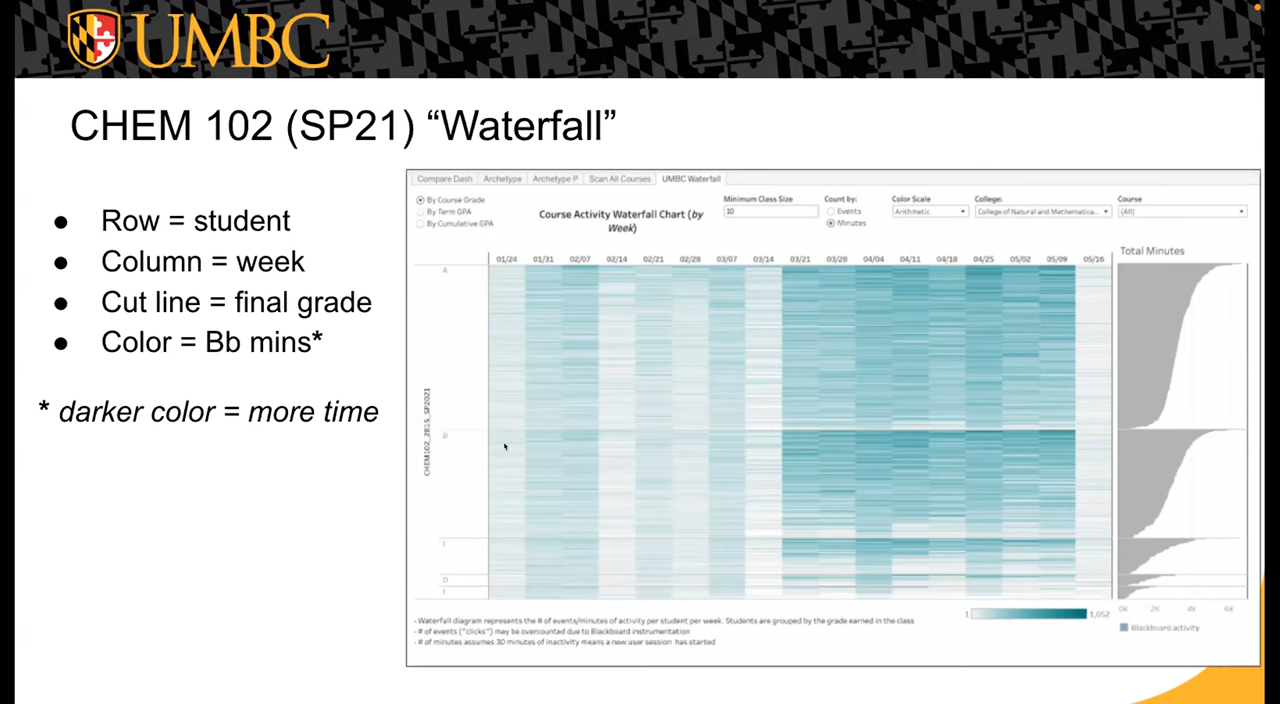 UMBC
CHEM 102 (SP21) “Waterfall”
● Row = student
● Column = week
● Cut line = final grade
● Color = Bb mins*
* darker color = more time
Compare Dash Archetype Archetype P Scan All Courses UMBC Waterfall
By Course Grade
By Term GPA
By Cumulative GPA
Course Activity Waterfall Chart (by
Week)
Minimum Class Size
10
Count by:
Events
Minutes
Color Scale
Arithmetic
College:
College of Natural and Mathematica...
Course
(All)
01/24 01/31 02/07 02/14 02/21 02/28 03/07 03/14 03/21 03/28 04/04 04/11 04/18 04/25 05/02 05/09 05/16
Total Minutes
A
B
C
D
F
CHEM102_2815_SP2021
0K 2K 4K 6K
1 1,052
Blackboard activity
- Waterfall diagram represents the # of events/minutes of activity per student per week. Students are grouped by the grade earned in the class
- # of events ("clicks") may be overcounted due to Blackboard instrumentation
- # of minutes assumes 30 minutes of inactivity means a new user session has started